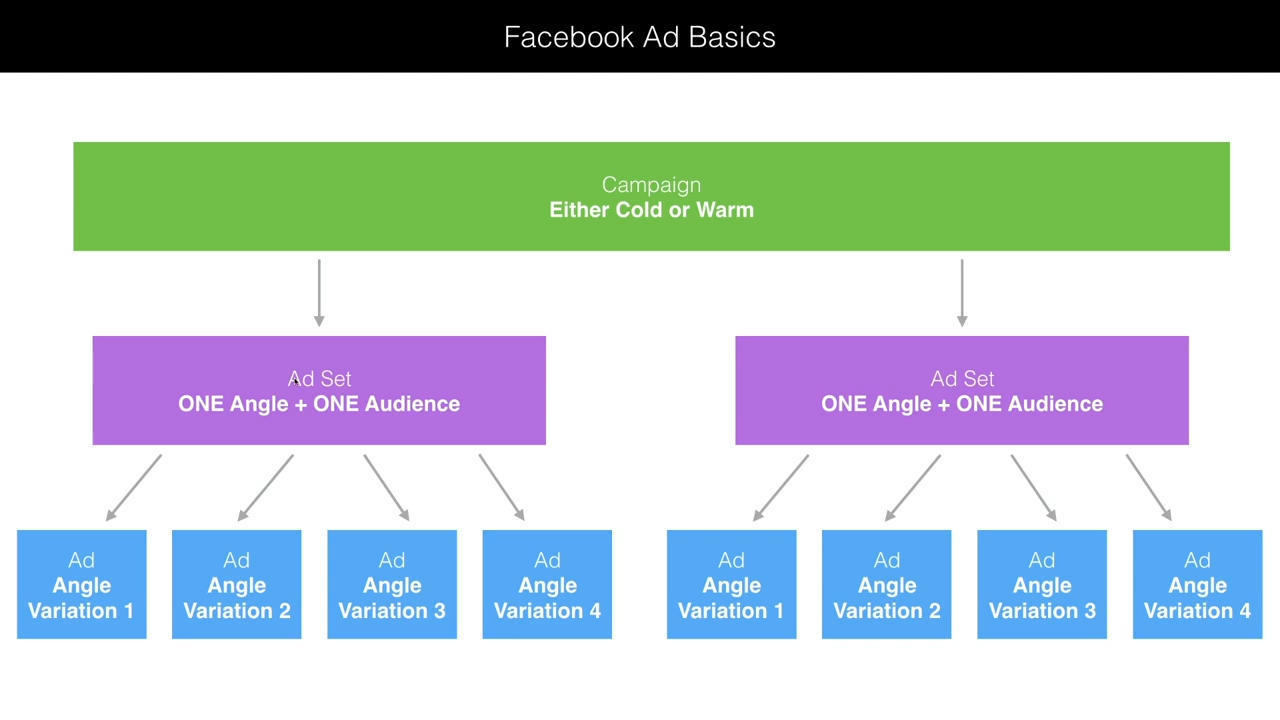 Facebook Ad Basics
Campaign
Either Cold or Warm
Ad Set
ONE Angle + ONE Audience
Ad Set
ONE Angle + ONE Audience
Ad
Angle
Variation 1
Ad
Angle
Variation 2
Ad
Angle
Variation 3
Ad
Angle
Variation 4
Ad
Angle
Variation 1
Ad
Angle
Variation 2
Ad
Angle
Variation 3
Ad
Angle
Variation 4